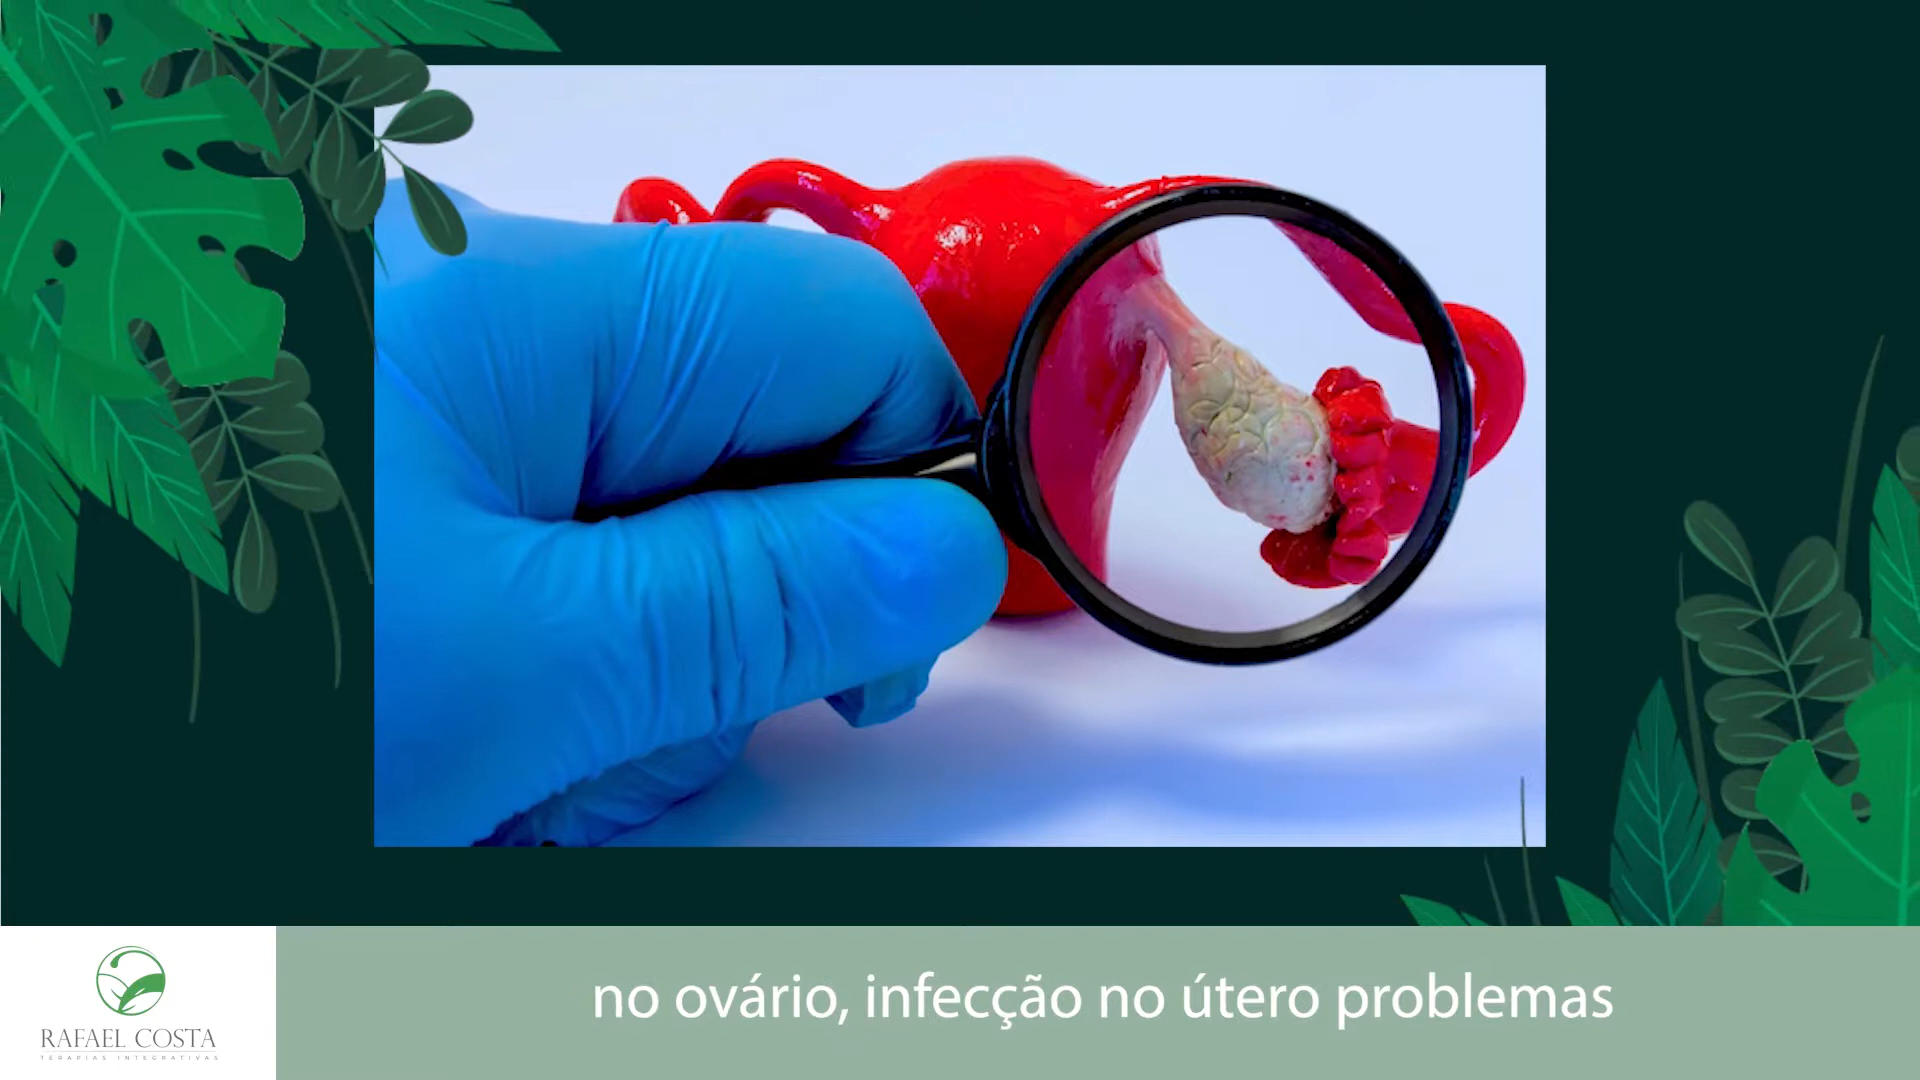 no ovário, infecção no útero problemas
RAFAEL COSTA
TERAPIAS INTEGRATIVAS